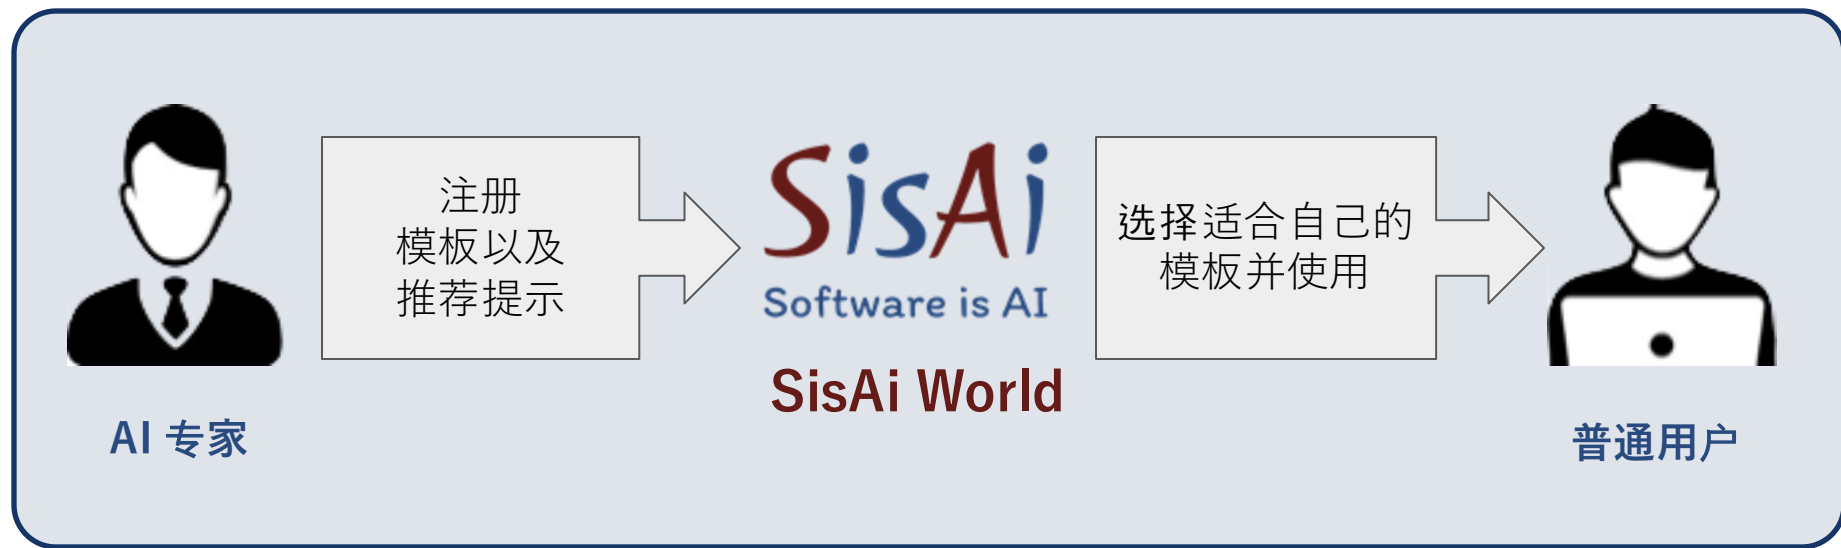 注册
模板以及
推荐提示
SisAi
Software is AI
SisAi World
选择适合自己的
模板并使用
AI 专家
普通用户